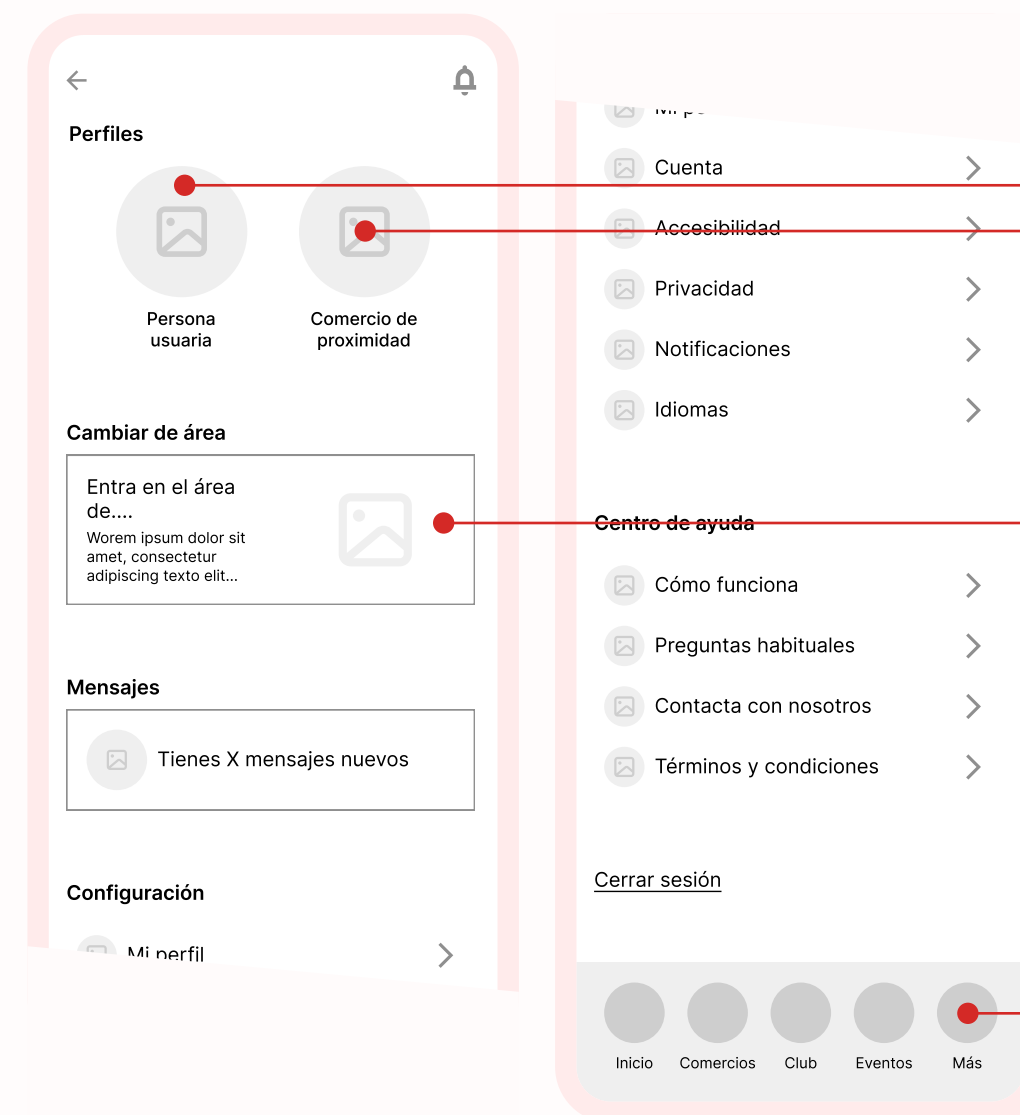 Perfiles
Persona
usuaria
Comercio de
proximidad
Cambiar de área
Entra en el área
de....
Worem ipsum dolor sit
amet, consectetur
adipiscing texto elit...
Mensajes
Tienes X mensajes nuevos
Configuración
Mi perfil
Cuenta
Accesibilidad
Privacidad
Notificaciones
Idiomas
Centro de ayuda
Cómo funciona
Preguntas habituales
Contacta con nosotros
Términos y condiciones
Cerrar sesión
Inicio
Comercios
Club
Eventos
Más